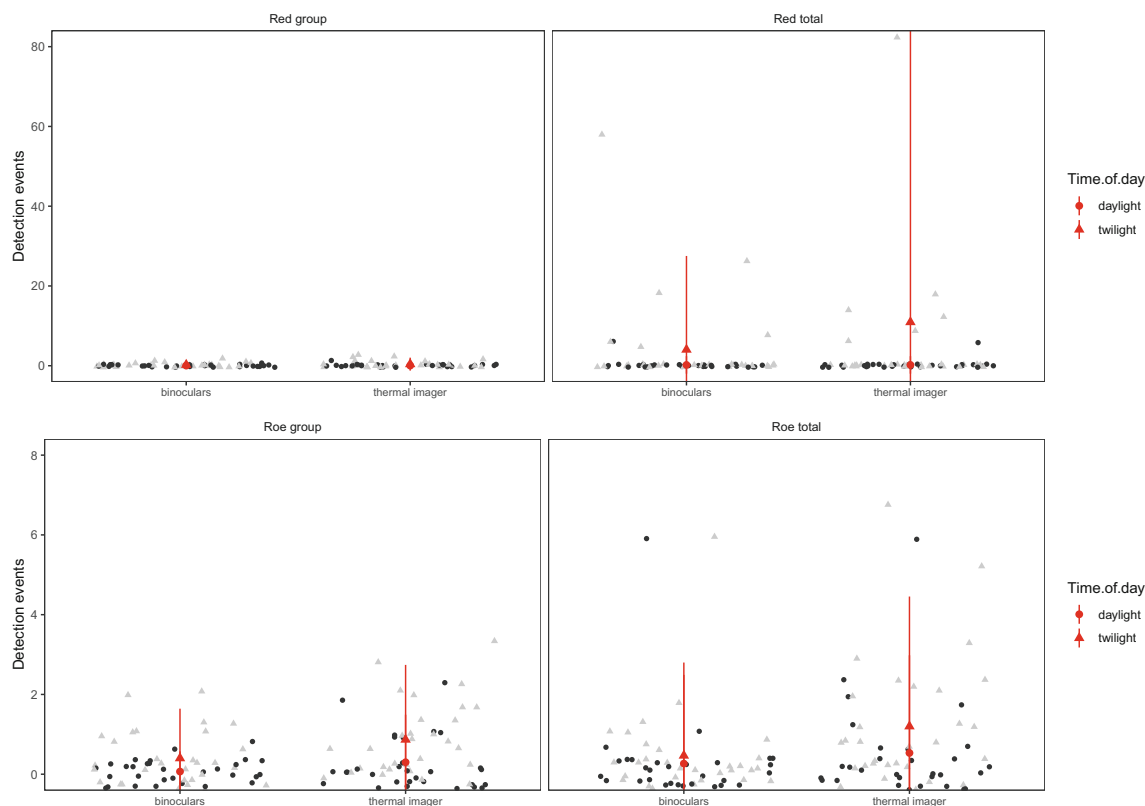 Red group
Red total
80
60
40
20
0
Detection events
binoculars
thermal imager
binoculars
thermal imager
Time.of.day
daylight
twilight
Roe group
Roe total
8
6
4
2
0
Detection events
binoculars
thermal imager
binoculars
thermal imager
Time.of.day
daylight
twilight